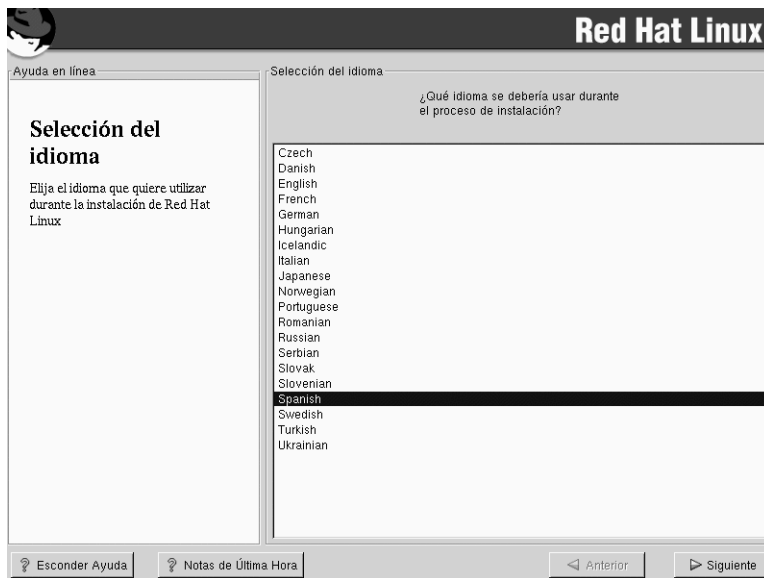 Red Hat Linux
Ayuda en línea
Selección del
idioma
Elija el idioma que quiere utilizar
durante la instalación de Red Hat
Linux
Selección del idioma
¿Qué idioma se debería usar durante
el proceso de instalación?
Czech
Danish
English
French
German
Hungarian
Icelandic
Italian
Japanese
Norwegian
Portuguese
Romanian
Russian
Serbian
Slovak
Slovenian
Spanish
Swedish
Turkish
Ukrainian
Esconder Ayuda
Notas de Última Hora
Anterior
Siguiente